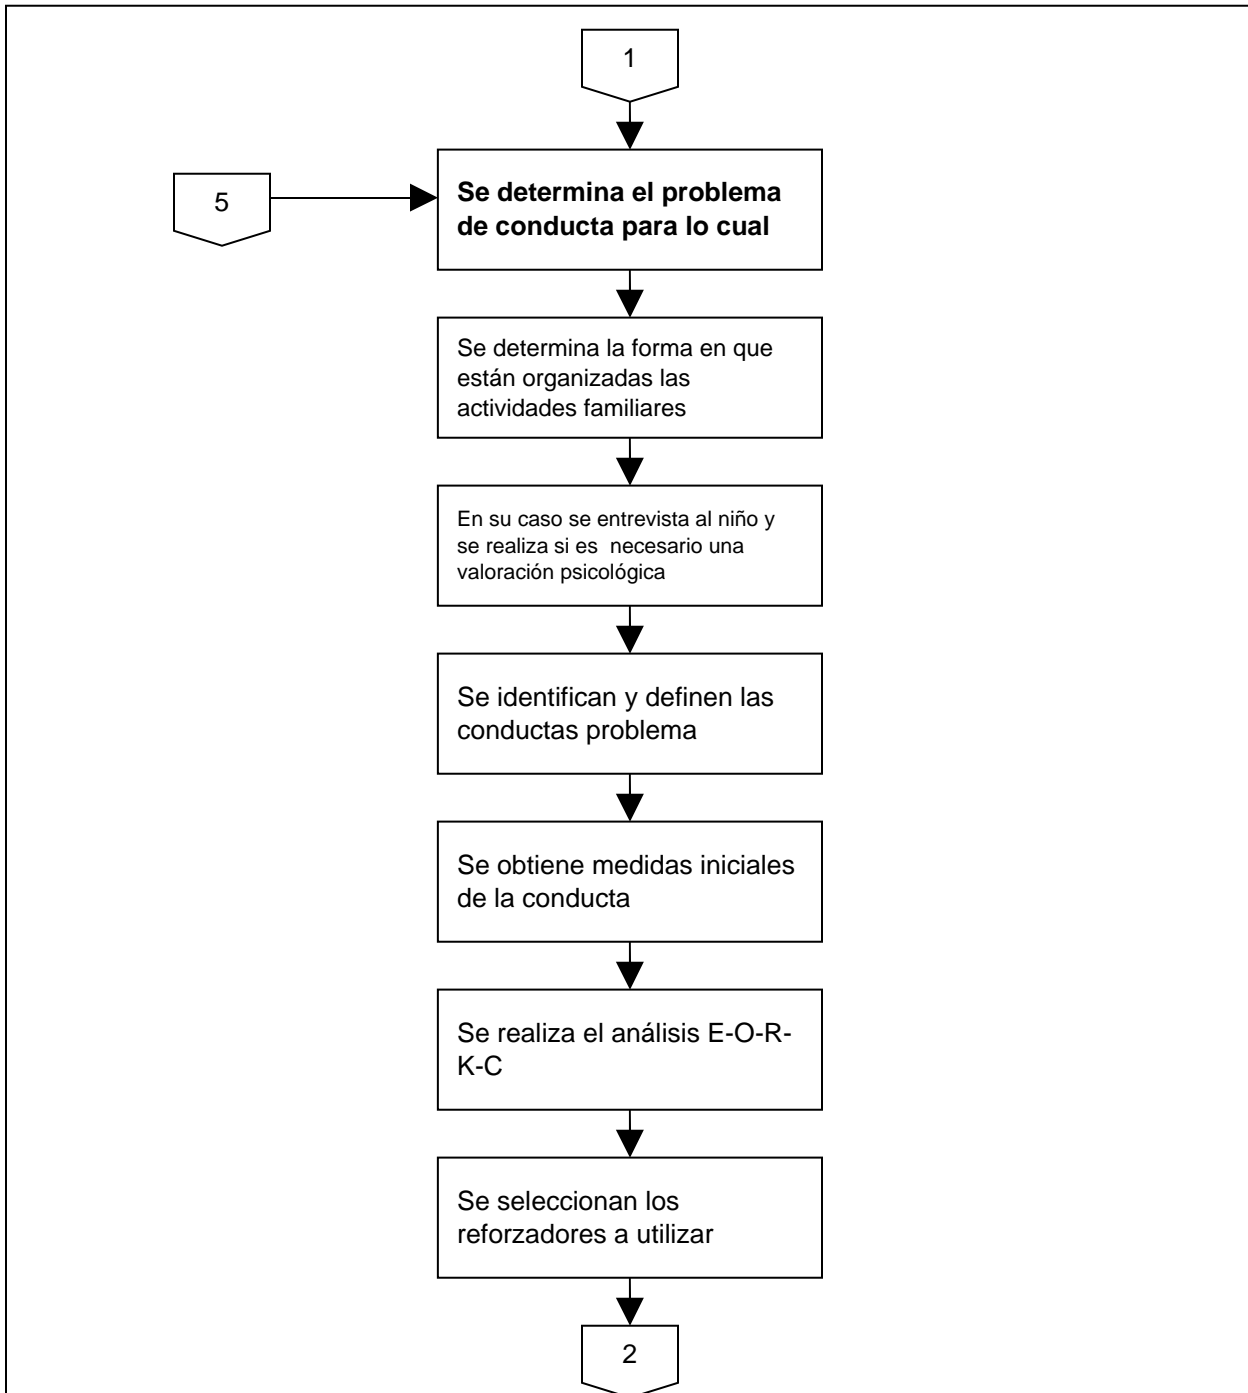 1
5
Se determina el problema
de conducta para lo cual
Se determina la forma en que
están organizadas las
actividades familiares
En su caso se entrevista al niño y
se realiza si es  necesario una
valoración psicológica
Se identifican y definen las
conductas problema
Se obtiene medidas iniciales
de la conducta
Se realiza el análisis E-O-R-
K-C
Se seleccionan los
reforzadores a utilizar
2